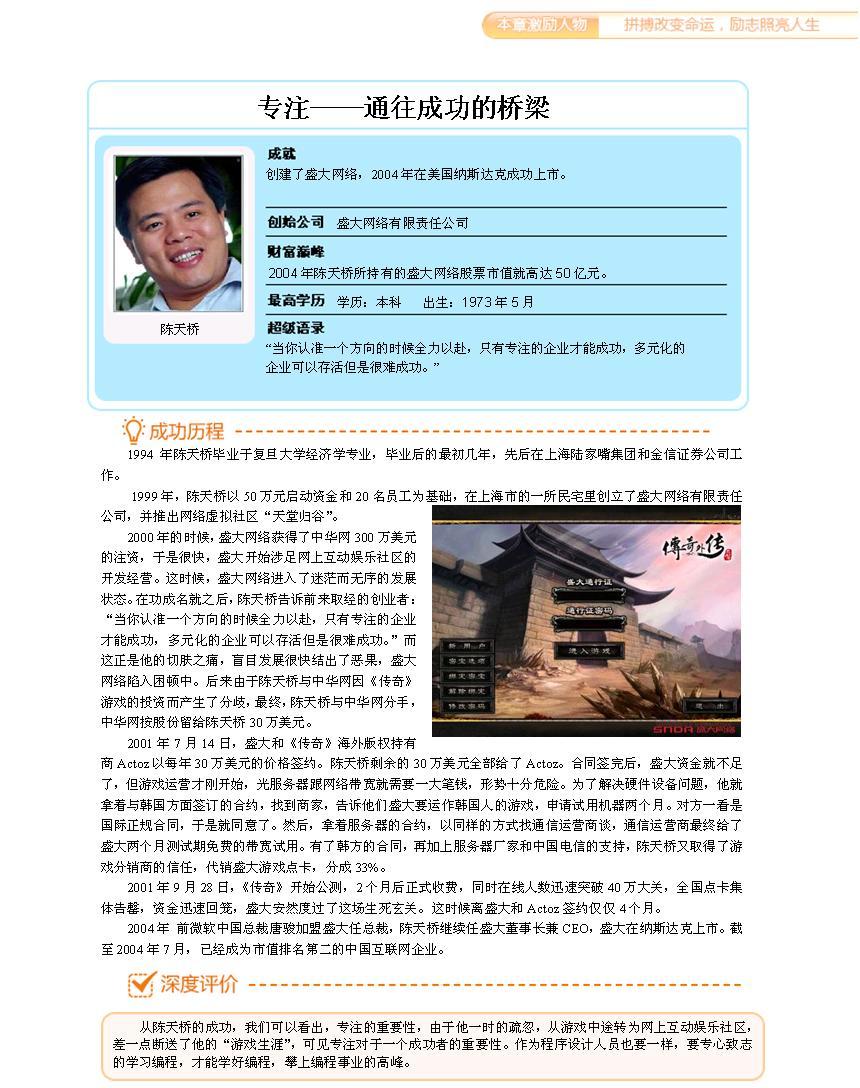 本章激励人物 拼搏改变命运，励志照亮人生
专注——通往成功的桥梁
成就
创建了盛大网络，2004年在美国纳斯达克成功上市。
创始公司 盛大网络有限责任公司
财富巅峰
2004年陈天桥所持有的盛大网络股票市值就高达50亿元。
最高学历 学历：本科 出生：1973年5月
陈天桥
超级语录
“当你认准一个方向的时候全力以赴，只有专注的企业才能成功，多元化的
企业可以存活但是很难成功。”
成功历程
1994 年陈天桥毕业于复旦大学经济学专业，毕业后的最初几年，先后在上海陆家嘴集团和金信证券公司工
作。
1999年，陈天桥以50万元启动资金和20名员工为基础，在上海市的一所民宅里创立了盛大网络有限责任
公司，并推出网络虚拟社区“天堂归谷”。
2000年的时候，盛大网络获得了中华网300万美元
的注资，于是很快，盛大开始涉足网上互动娱乐社区的
开发经营。这时候，盛大网络进入了迷茫而无序的发展
状态。在功成名就之后，陈天桥告诉前来取经的创业者：
“当你认准一个方向的时候全力以赴，只有专注的企业
才能成功，多元化的企业可以存活但是很难成功。”而
这正是他的切肤之痛，盲目发展很快结出了恶果，盛大
网络陷入困顿中。后来由于陈天桥与中华网因《传奇》
游戏的投资而产生了分歧，最终，陈天桥与中华网分手，
中华网按股份留给陈天桥30万美元。
傳奇外传
盛大通行证
通行证密码
进入游戏
新用户
密宝选项
绑定密宝
解除绑定
修改密码
退出
SNDA 盛大网络
2001年7月14日，盛大和《传奇》海外版权持有
商Actoz以每年30万美元的价格签约。陈天桥剩余的30万美元全部给了Actoz。合同签完后，盛大资金就不足
了，但游戏运营才刚开始，光服务器跟网络带宽就需要一大笔钱，形势十分危险。为了解决硬件设备问题，他就
拿着与韩国方面签订的合约，找到商家，告诉他们盛大要运作韩国人的游戏，申请试用机器两个月。对方一看是
国际正规合同，于是就同意了。然后，拿着服务器的合约，以同样的方式找通信运营商谈，通信运营商最终给了
盛大两个月测试期免费的带宽试用。有了韩方的合同，再加上服务器厂家和中国电信的支持，陈天桥又取得了游
戏分销商的信任，代销盛大游戏点卡，分成33%。
2001年9月28日，《传奇》开始公测，2个月后正式收费，同时在线人数迅速突破40万大关，全国点卡集
体告罄，资金迅速回笼，盛大安然度过了这场生死玄关。这时候离盛大和Actoz签约仅仅4个月。
2004年 前微软中国总裁唐骏加盟盛大任总裁，陈天桥继续任盛大董事长兼CEO，盛大在纳斯达克上市。截
至2004年7月，已经成为市值排名第二的中国互联网企业。
深度评价
从陈天桥的成功，我们可以看出，专注的重要性，由于他一时的疏忽，从游戏中途转为网上互动娱乐社区，
差一点断送了他的“游戏生涯”，可见专注对于一个成功者的重要性。作为程序设计人员也要一样，要专心致志
的学习编程，才能学好编程，攀上编程事业的高峰。